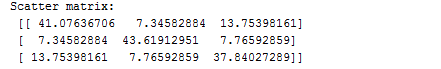 Scatter matrix:
[[ 41.07636706 7.34582884 13.75398161]
[ 7.34582884 43.61912951 7.76592859]
[ 13.75398161 7.76592859 37.84027289]]